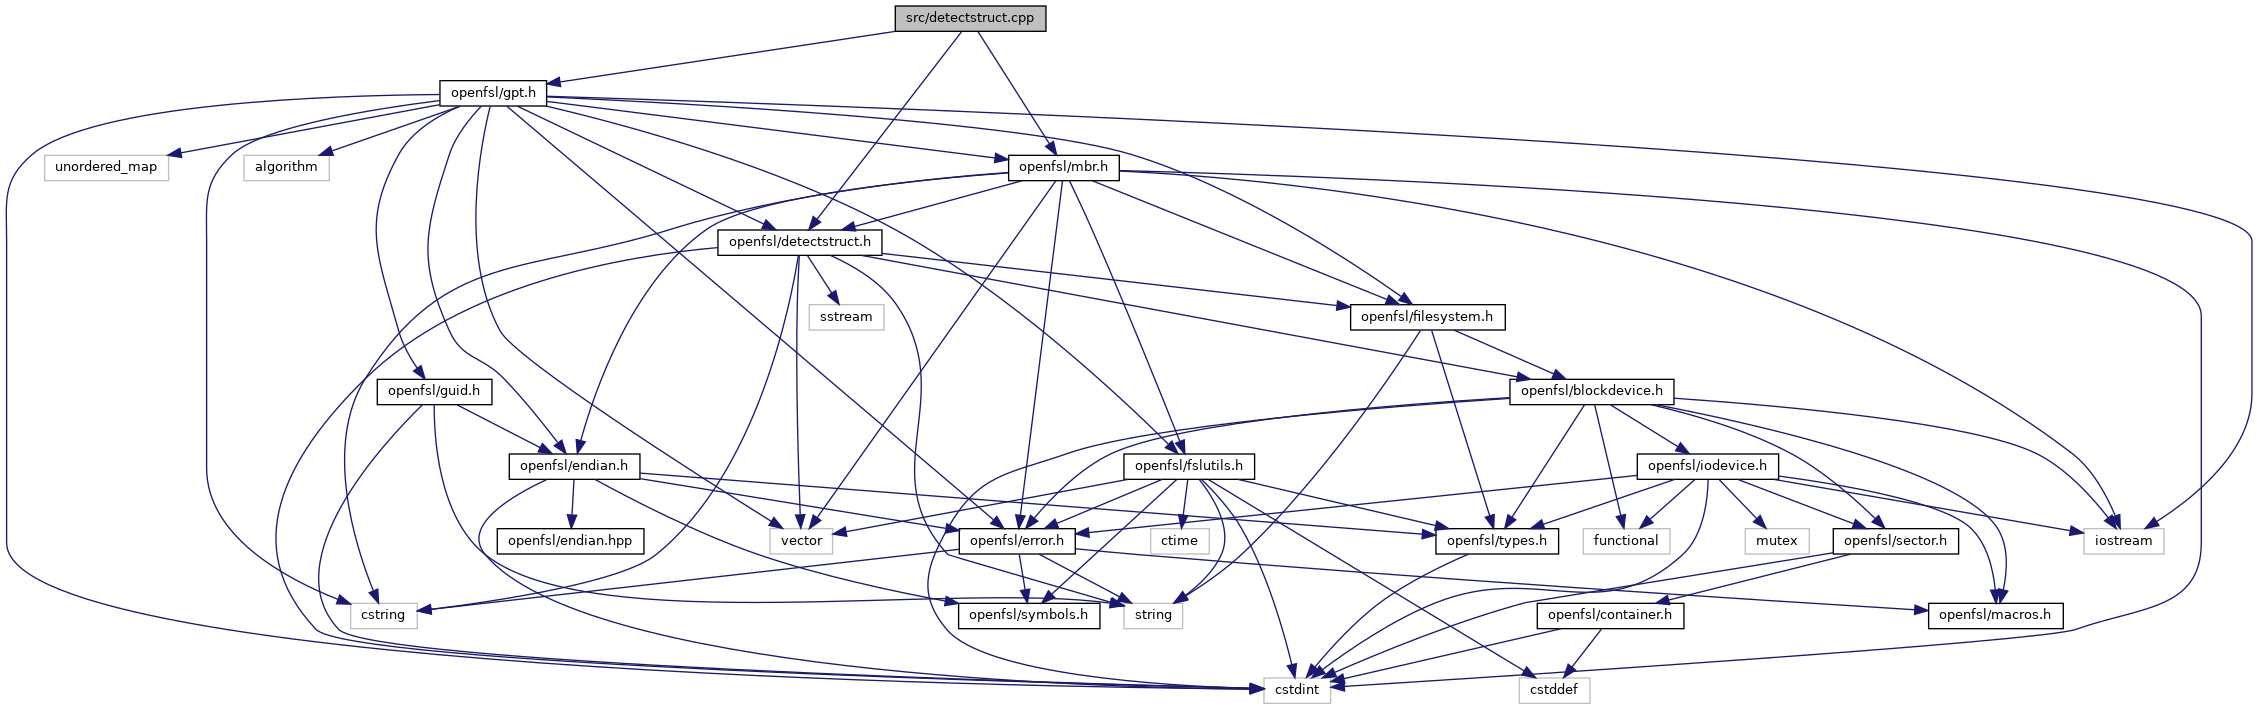 src/detectstruct.cpp
openfsl/gpt.h
unordered_map
algorithm
openfsl/mbr.h
openfsl/detectstruct.h
sstream
openfsl/filesystem.h
openfsl/guid.h
openfsl/blockdevice.h
openfsl/endian.h
openfsl/fslutils.h
openfsl/iodevice.h
openfsl/endian.hpp
vector
openfsl/error.h
ctime
openfsl/types.h
functional
mutex
openfsl/sector.h
iostream
cstring
openfsl/symbols.h
string
openfsl/container.h
openfsl/macros.h
cstdint
cstddef